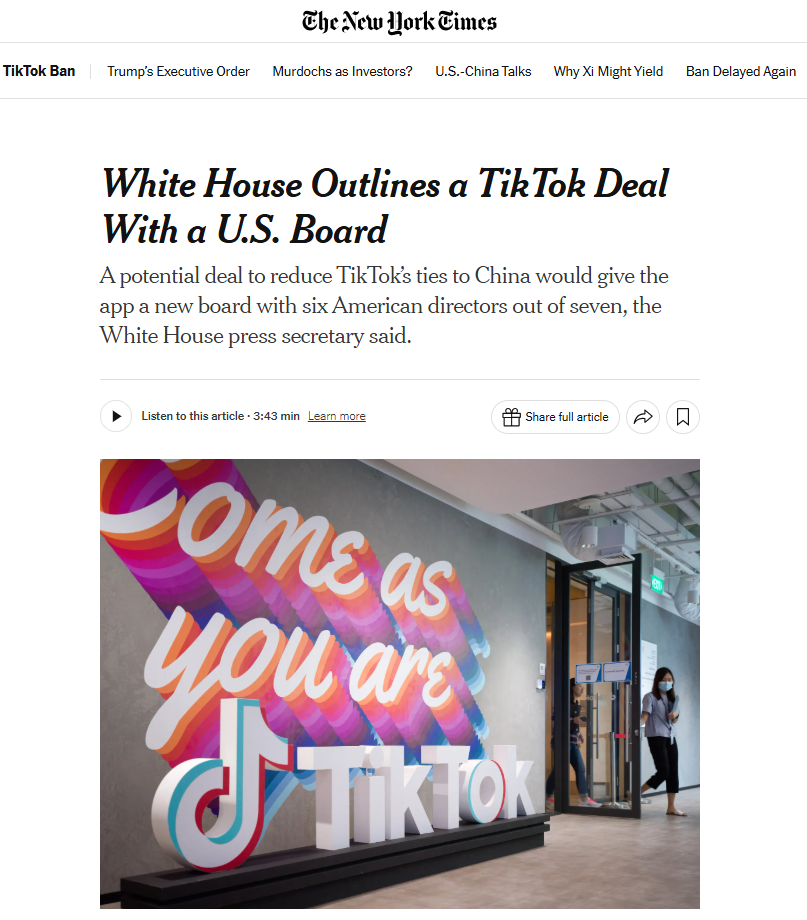 The New York Times
TikTok Ban Trump's Executive Order Murdochs as Investors? U.S.-China Talks Why Xi Might Yield Ban Delayed Again
White House Outlines a TikTok Deal
With a U.S. Board
A potential deal to reduce TikTok's ties to China would give the
app a new board with six American directors out of seven, the
White House press secretary said.
Listen to this article · 3:43 min Learn more
Share full article
Come as
you are
TikTok
EXIT